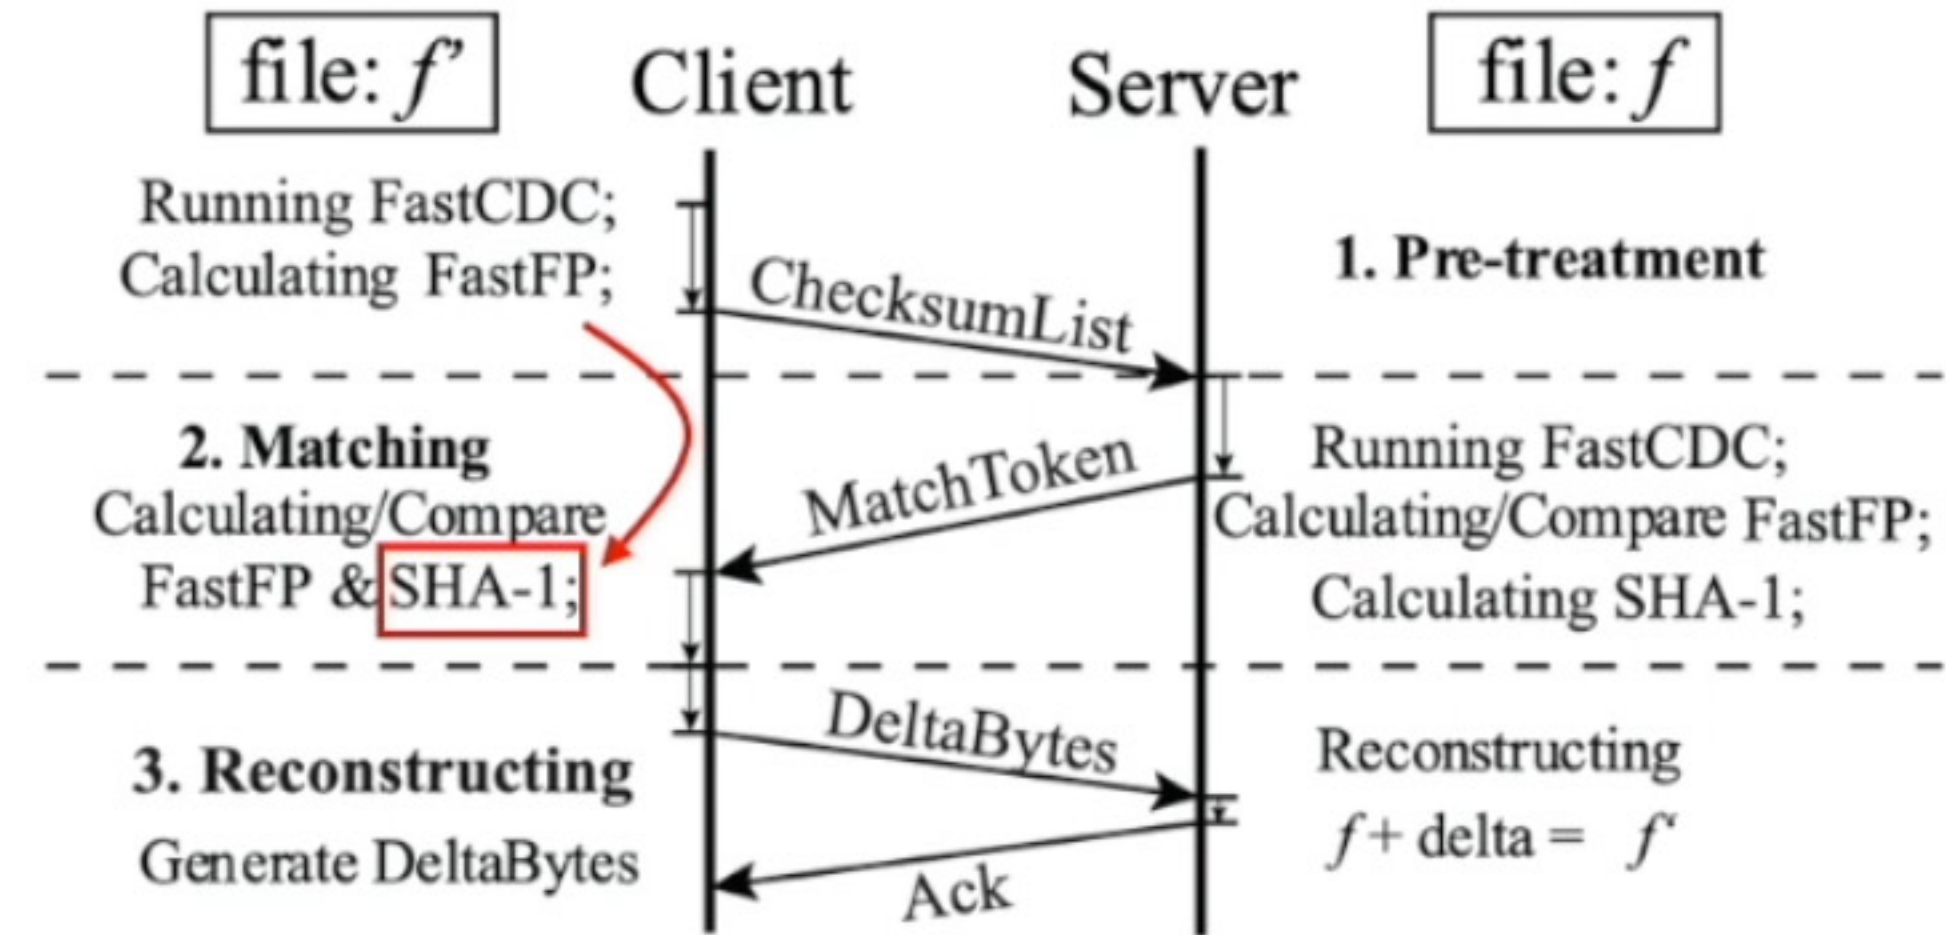 file: f’
Client
Server
file: f
Running FastCDC;
Calculating FastFP;
ChecksumList
1. Pre-treatment
2. Matching
Calculating/Compare
FastFP & SHA-1;
MatchToken
Running FastCDC;
Calculating/Compare FastFP;
Calculating SHA-1;
3. Reconstructing
Generate DeltaBytes
DeltaBytes
Reconstructing
f + delta = f‘
Ack